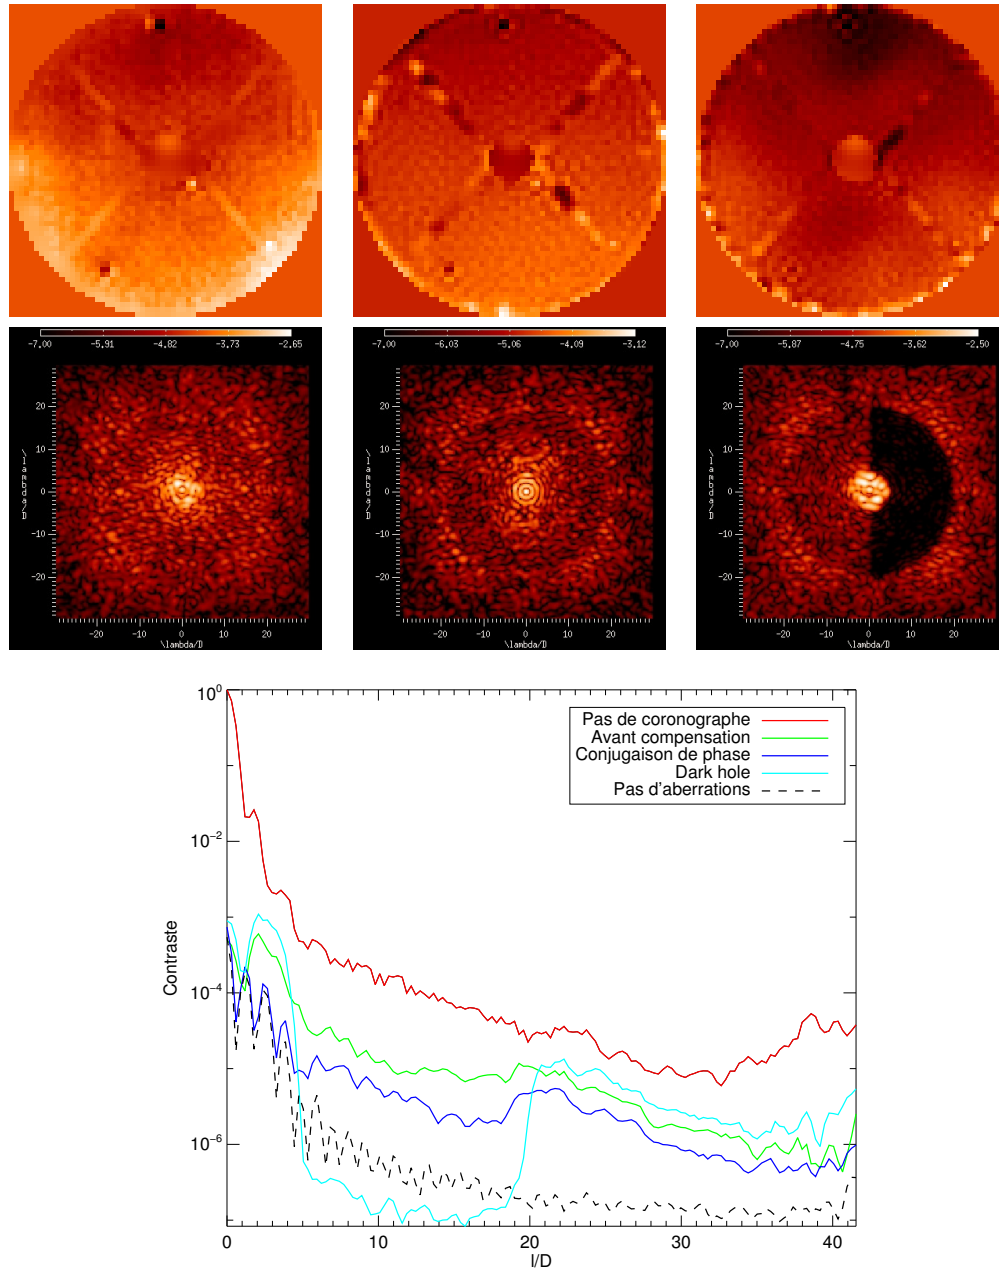 -7.00 -5.91 -4.82 -3.73 -2.65
20
10
0
-10
-20
\lambda/D
-20 -10 0 10 20
\lambda/D
-7.00 -6.03 -5.06 -4.09 -3.12
20
10
0
-10
-20
\lambda/D
-20 -10 0 10 20
\lambda/D
-7.00 -5.87 -4.75 -3.62 -2.50
20
10
0
-10
-20
\lambda/D
-20 -10 0 10 20
\lambda/D
Pas de coronographe
Avant compensation
Conjugaison de phase
Dark hole
Pas d'aberrations
10⁰
10⁻²
10⁻⁴
10⁻⁶
Contraste
0 10 20 30 40
l/D